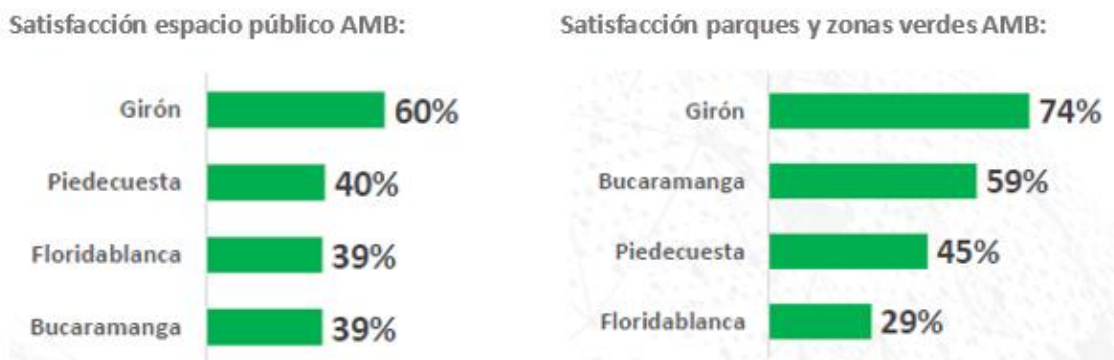 Satisfacción espacio público AMB:
Girón 60%
Piedecuesta 40%
Floridablanca 39%
Bucaramanga 39%
Satisfacción parques y zonas verdes AMB:
Girón 74%
Bucaramanga 59%
Piedecuesta 45%
Floridablanca 29%